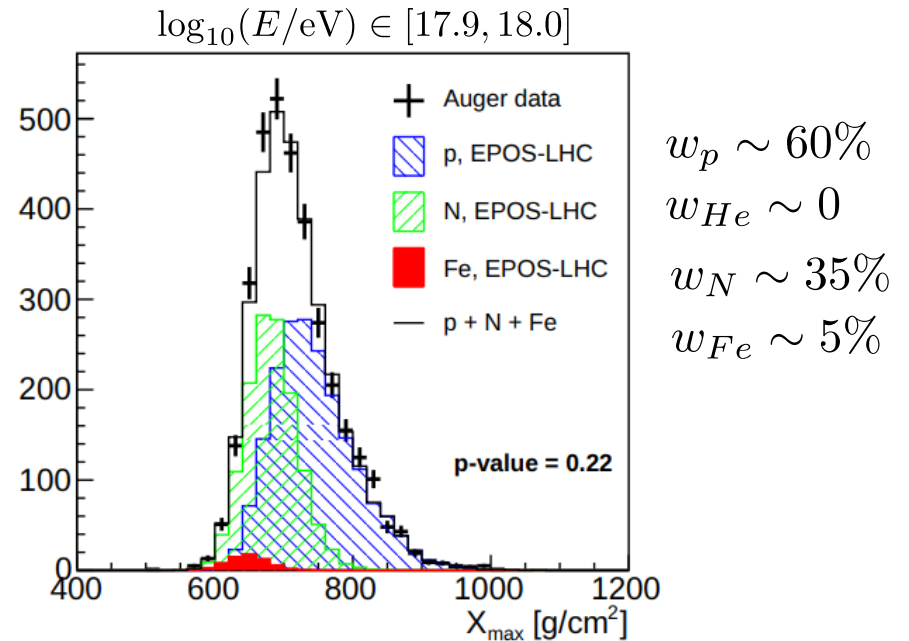 log₁₀(E/eV) ∈ [17.9, 18.0]
500
400
300
200
100
0
Auger data
p, EPOS-LHC
N, EPOS-LHC
Fe, EPOS-LHC
p + N + Fe
p-value = 0.22
400 600 800 1000 1200
X_max [g/cm²]
w_p ∼ 60%
w_He ∼ 0
w_N ∼ 35%
w_Fe ∼ 5%